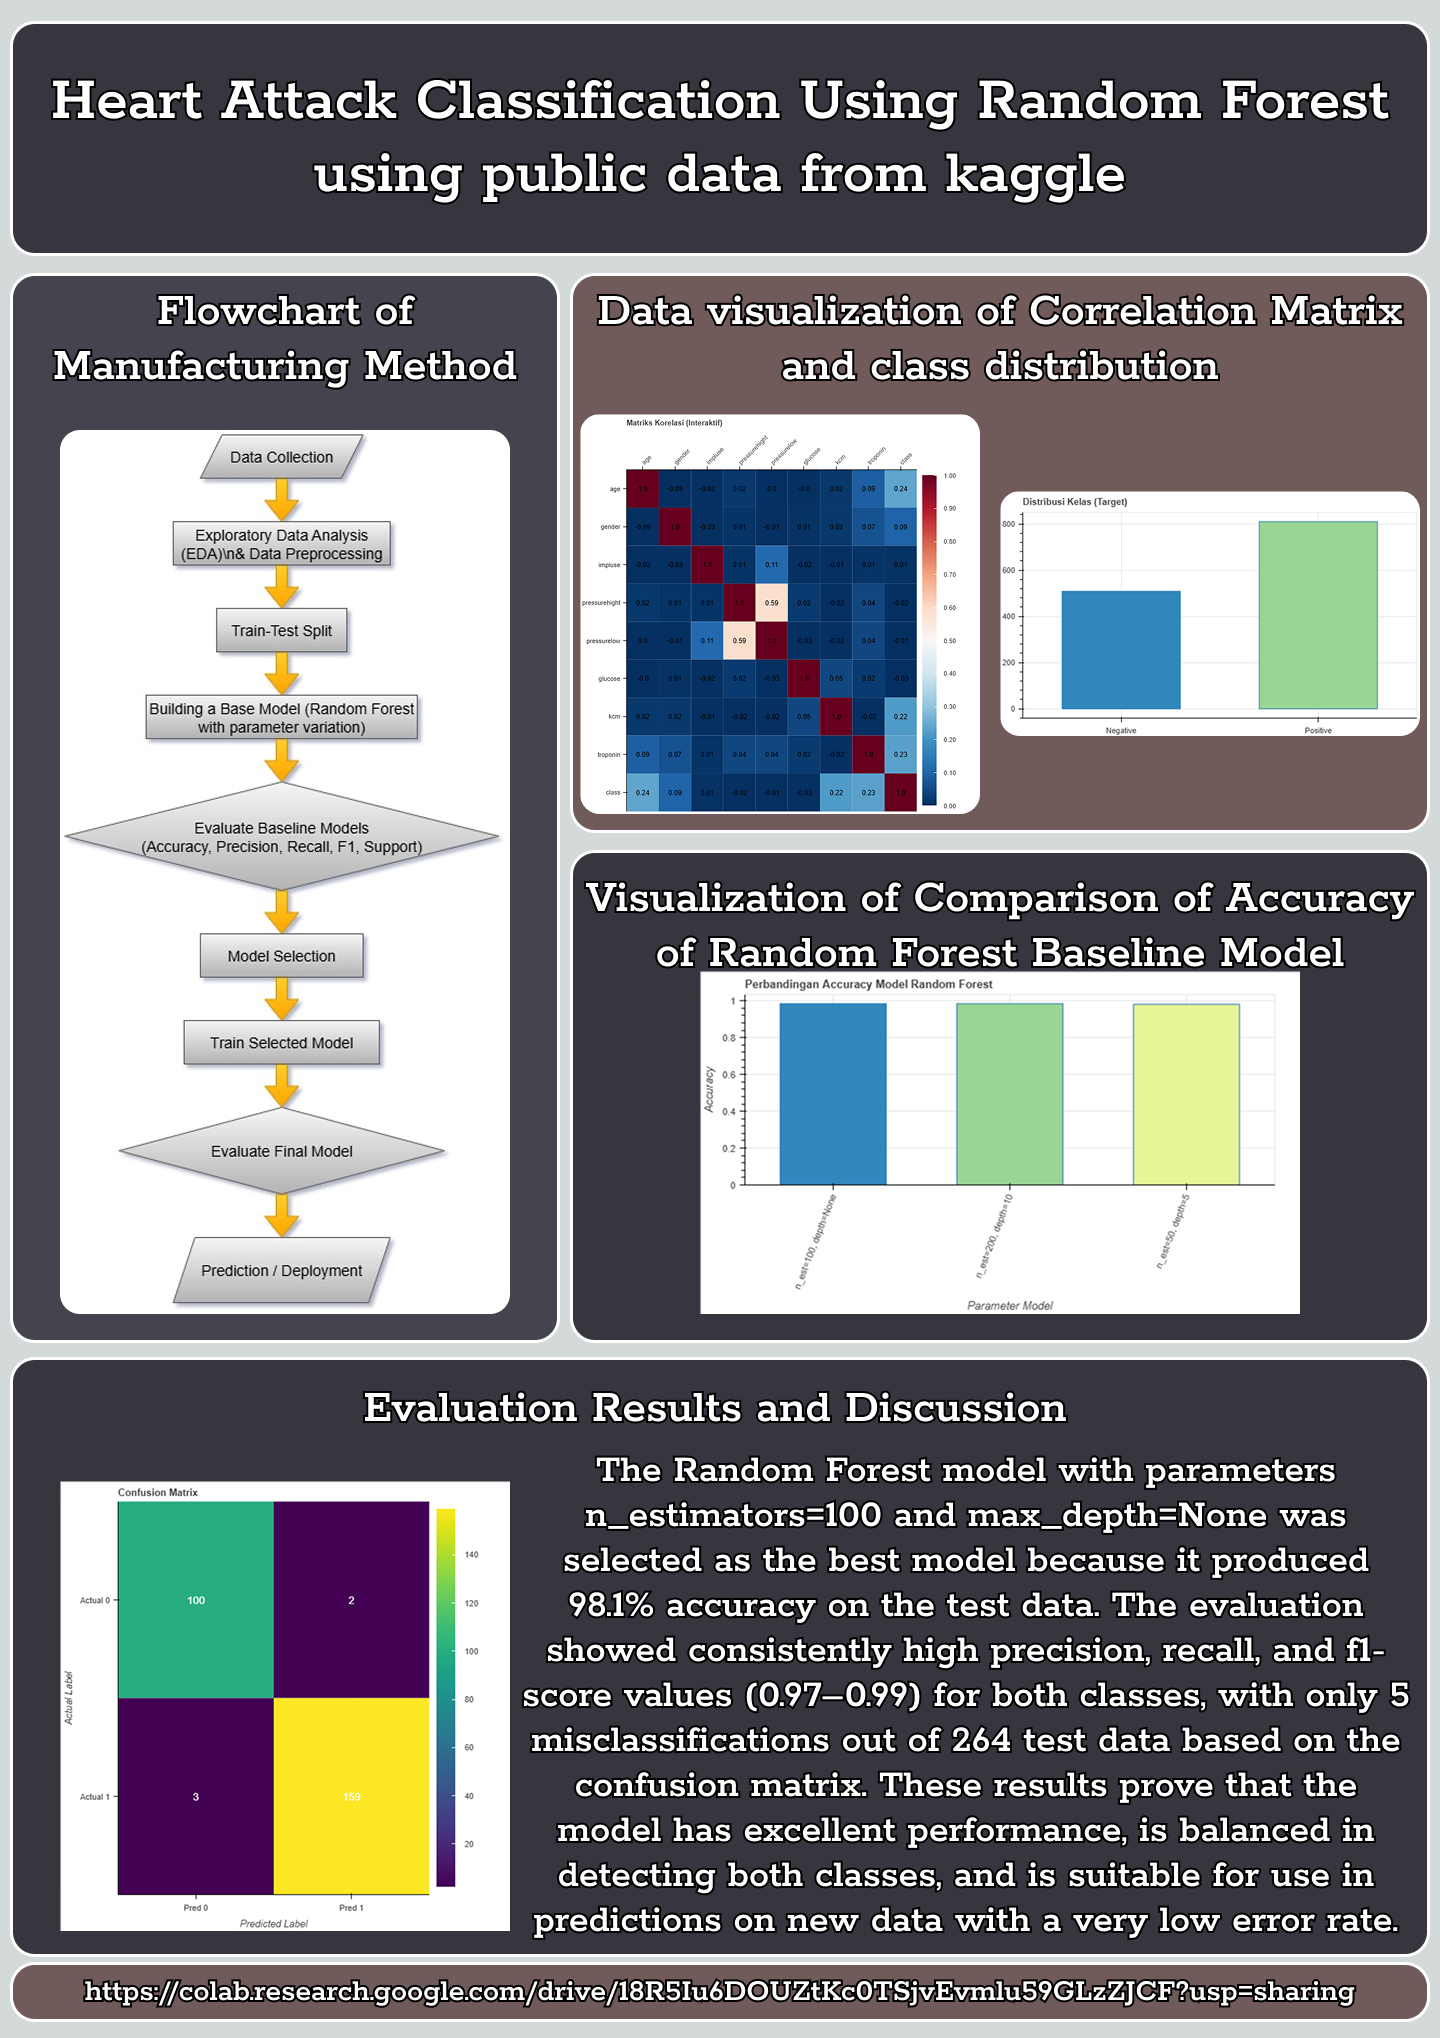 Heart Attack Classification Using Random Forest
using public data from kaggle
Flowchart of
Manufacturing Method
Data Collection
Exploratory Data Analysis
(EDA)\n& Data Preprocessing
Train-Test Split
Building a Base Model (Random Forest
with parameter variation)
Evaluate Baseline Models
(Accuracy, Precision, Recall, F1, Support)
Model Selection
Train Selected Model
Evaluate Final Model
Prediction / Deployment
Data visualization of Correlation Matrix
and class distribution
Matriks Korelasi (Interaktif)
age gender impluse pressurehight pressurelow glucose kcm troponin class
age 1.0 -0.09 -0.02 0.02 0.0 -0.0 0.02 0.09 0.24
gender -0.09 1.0 -0.03 0.01 -0.01 0.01 0.02 0.07 0.09
impluse -0.02 -0.03 1.0 0.01 0.11 -0.02 -0.01 0.01 0.01
pressurehight 0.02 0.01 0.01 1.0 0.59 0.02 -0.02 0.04 -0.02
pressurelow 0.0 -0.01 0.11 0.59 1.0 -0.03 -0.02 0.04 -0.01
glucose -0.0 0.01 -0.02 0.02 -0.03 1.0 0.05 0.02 -0.03
kcm 0.02 0.02 -0.01 -0.02 -0.02 0.05 1.0 -0.02 0.22
troponin 0.09 0.07 0.01 0.04 0.04 0.02 -0.02 1.0 0.23
class 0.24 0.09 0.01 -0.02 -0.01 -0.03 0.22 0.23 1.0
1.00
0.90
0.80
0.70
0.60
0.50
0.40
0.30
0.20
0.10
0.00
Distribusi Kelas (Target)
800
600
400
200
0
Negative Positive
Visualization of Comparison of Accuracy
of Random Forest Baseline Model
Perbandingan Accuracy Model Random Forest
Accuracy
1
0.8
0.6
0.4
0.2
0
n_est=100, depth=None
n_est=200, depth=10
n_est=50, depth=5
Parameter Model
Evaluation Results and Discussion
Confusion Matrix
Actual Label
Actual 0 100 2
Actual 1 3 159
Pred 0 Pred 1
Predicted Label
140
120
100
80
60
40
20
The Random Forest model with parameters
n_estimators=100 and max_depth=None was
selected as the best model because it produced
98.1% accuracy on the test data. The evaluation
showed consistently high precision, recall, and f1-
score values (0.97–0.99) for both classes, with only 5
misclassifications out of 264 test data based on the
confusion matrix. These results prove that the
model has excellent performance, is balanced in
detecting both classes, and is suitable for use in
predictions on new data with a very low error rate.
https://colab.research.google.com/drive/18R5Iu6DOUZtKc0TSjvEvmlu59GLzZJCF?usp=sharing